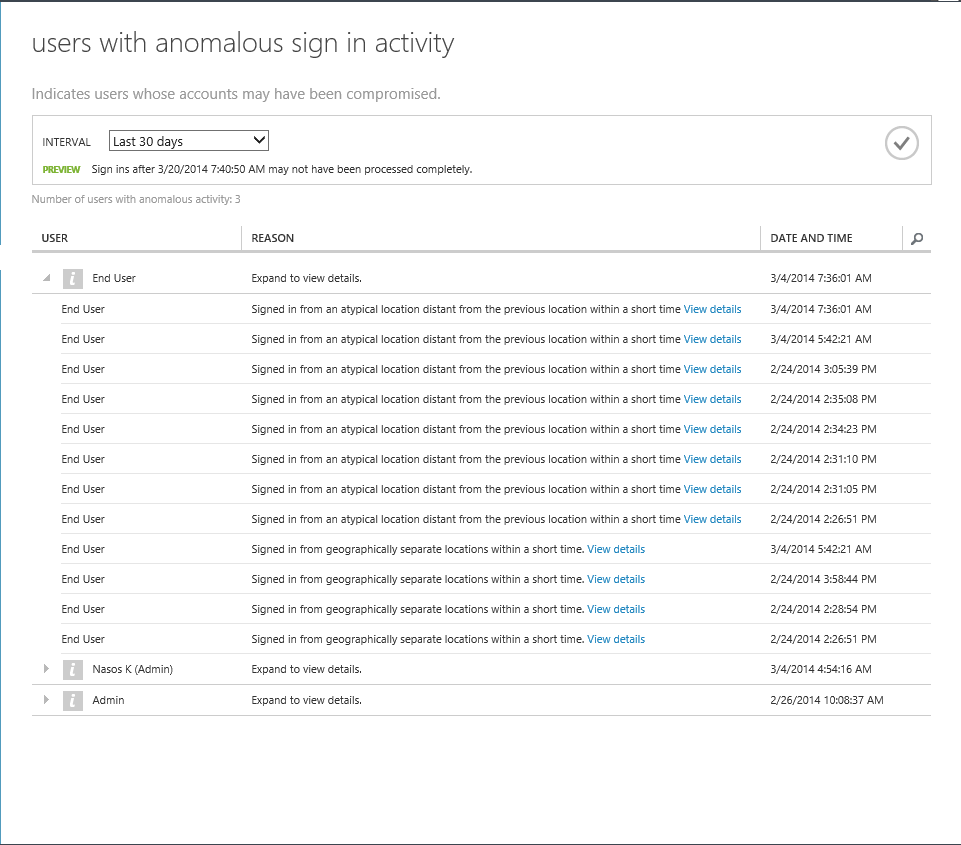 users with anomalous sign in activity
Indicates users whose accounts may have been compromised.
INTERVAL Last 30 days
PREVIEW Sign ins after 3/20/2014 7:40:50 AM may not have been processed completely.
Number of users with anomalous activity: 3
USER REASON DATE AND TIME
i End User Expand to view details. 3/4/2014 7:36:01 AM
End User Signed in from an atypical location distant from the previous location within a short time View details 3/4/2014 7:36:01 AM
End User Signed in from an atypical location distant from the previous location within a short time View details 3/4/2014 5:42:21 AM
End User Signed in from an atypical location distant from the previous location within a short time View details 2/24/2014 3:05:39 PM
End User Signed in from an atypical location distant from the previous location within a short time View details 2/24/2014 2:35:08 PM
End User Signed in from an atypical location distant from the previous location within a short time View details 2/24/2014 2:34:23 PM
End User Signed in from an atypical location distant from the previous location within a short time View details 2/24/2014 2:31:10 PM
End User Signed in from an atypical location distant from the previous location within a short time View details 2/24/2014 2:31:05 PM
End User Signed in from an atypical location distant from the previous location within a short time View details 2/24/2014 2:26:51 PM
End User Signed in from geographically separate locations within a short time. View details 3/4/2014 5:42:21 AM
End User Signed in from geographically separate locations within a short time. View details 2/24/2014 3:58:44 PM
End User Signed in from geographically separate locations within a short time. View details 2/24/2014 2:28:54 PM
End User Signed in from geographically separate locations within a short time. View details 2/24/2014 2:26:51 PM
i Nasos K (Admin) Expand to view details. 3/4/2014 4:54:16 AM
i Admin Expand to view details. 2/26/2014 10:08:37 AM